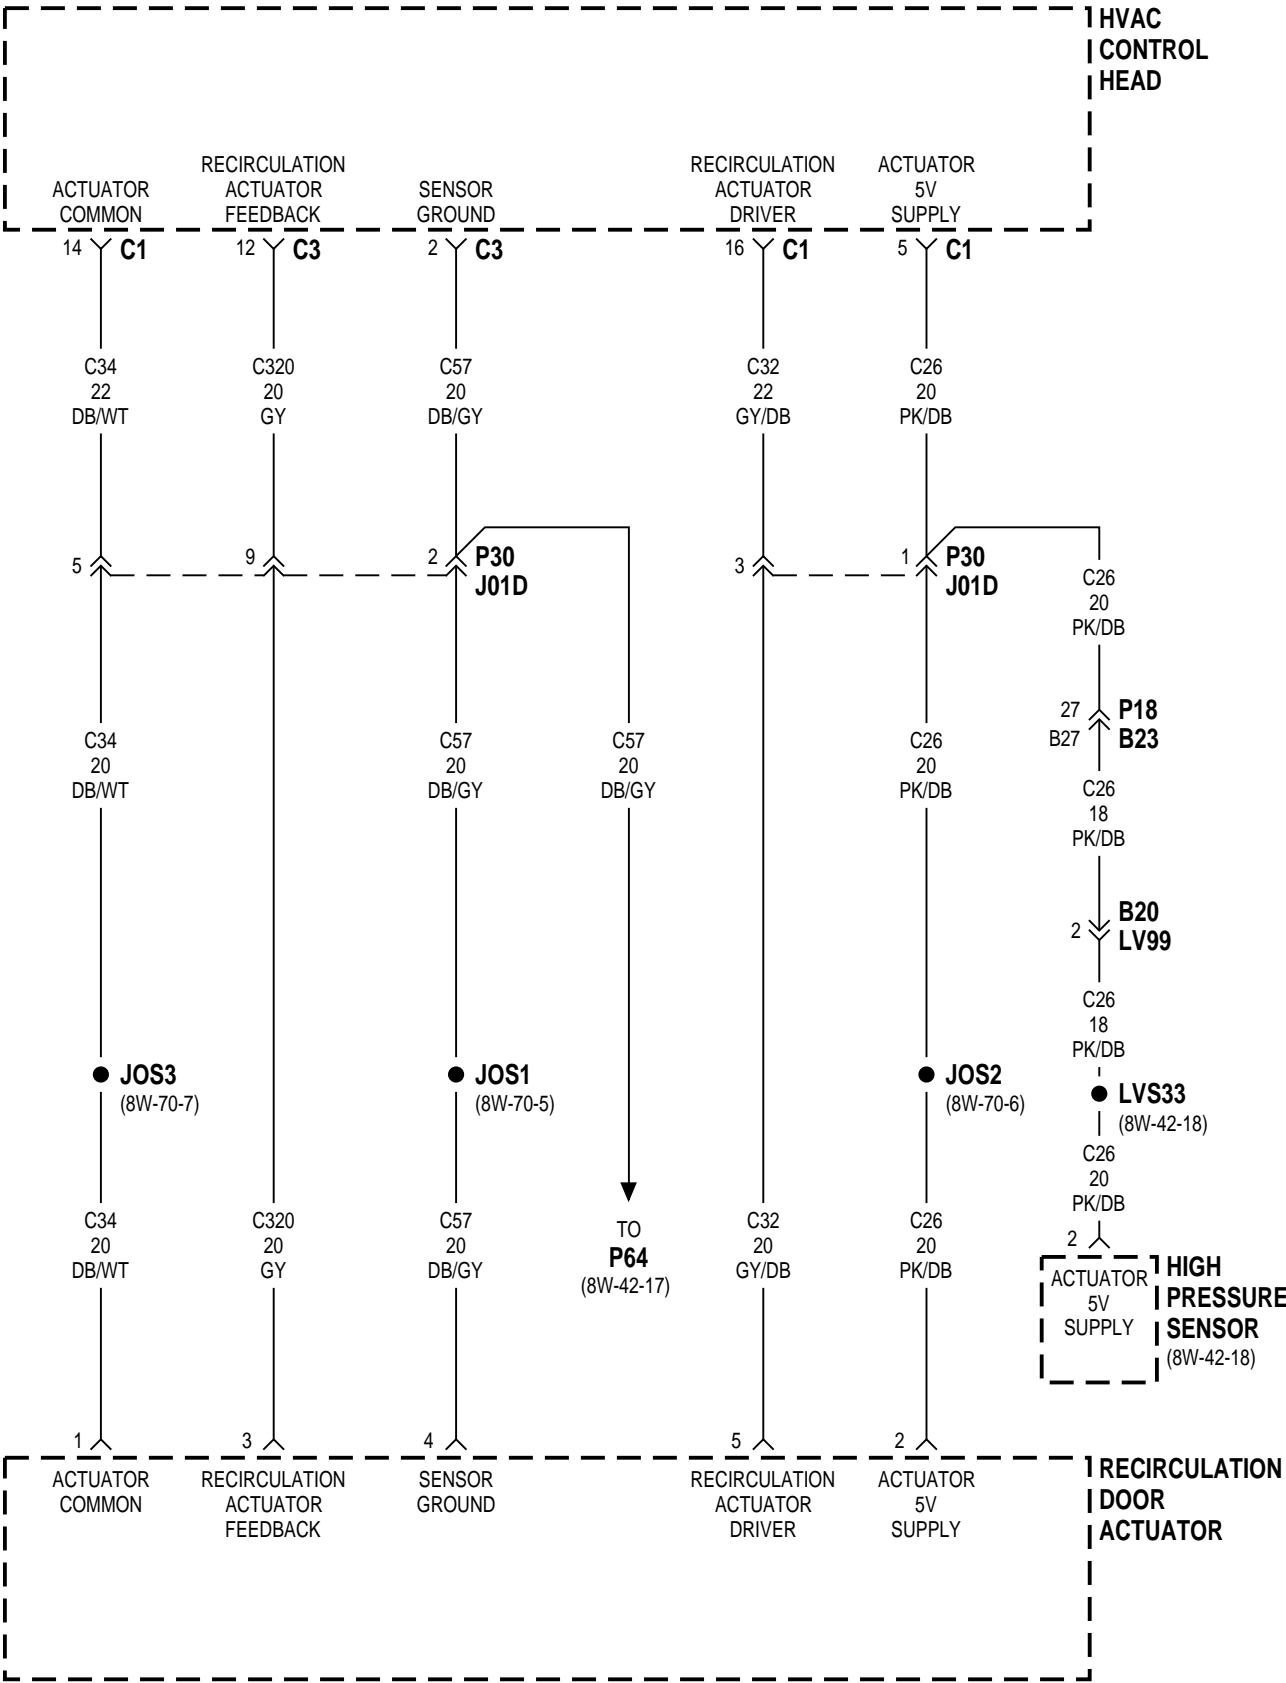 HVAC
CONTROL
HEAD
ACTUATOR
COMMON
RECIRCULATION
ACTUATOR
FEEDBACK
SENSOR
GROUND
RECIRCULATION
ACTUATOR
DRIVER
ACTUATOR
5V
SUPPLY
14 C1
12 C3
2 C3
16 C1
5 C1
C34
22
DB/WT
C320
20
GY
C57
20
DB/GY
C32
22
GY/DB
C26
20
PK/DB
5
9
2 P30
J01D
3
1 P30
J01D
C26
20
PK/DB
27 P18
B27 B23
C34
20
DB/WT
C57
20
DB/GY
C57
20
DB/GY
C26
20
PK/DB
C26
18
PK/DB
2 B20
LV99
C26
18
PK/DB
JOS3
(8W-70-7)
JOS1
(8W-70-5)
JOS2
(8W-70-6)
LVS33
(8W-42-18)
C26
20
PK/DB
C34
20
DB/WT
C320
20
GY
C57
20
DB/GY
TO
P64
(8W-42-17)
C32
20
GY/DB
C26
20
PK/DB
2
ACTUATOR
5V
SUPPLY
HIGH
PRESSURE
SENSOR
(8W-42-18)
1
3
4
5
2
ACTUATOR
COMMON
RECIRCULATION
ACTUATOR
FEEDBACK
SENSOR
GROUND
RECIRCULATION
ACTUATOR
DRIVER
ACTUATOR
5V
SUPPLY
RECIRCULATION
DOOR
ACTUATOR